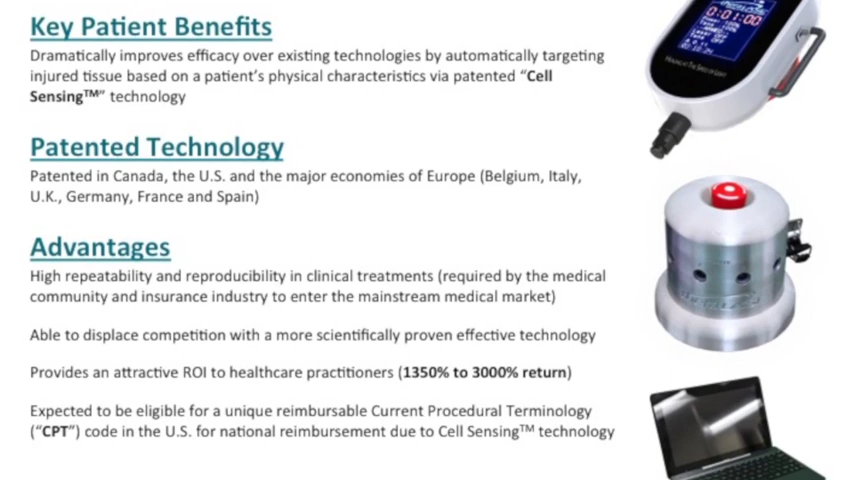 Key Patient Benefits
Dramatically improves efficacy over existing technologies by automatically targeting
injured tissue based on a patient's physical characteristics via patented “Cell
Sensing™” technology
Patented Technology
Patented in Canada, the U.S. and the major economies of Europe (Belgium, Italy,
U.K., Germany, France and Spain)
Advantages
High repeatability and reproducibility in clinical treatments (required by the medical
community and insurance industry to enter the mainstream medical market)
Able to displace competition with a more scientifically proven effective technology
Provides an attractive ROI to healthcare practitioners (1350% to 3000% return)
Expected to be eligible for a unique reimbursable Current Procedural Terminology
(“CPT”) code in the U.S. for national reimbursement due to Cell Sensing™ technology
0:01:00